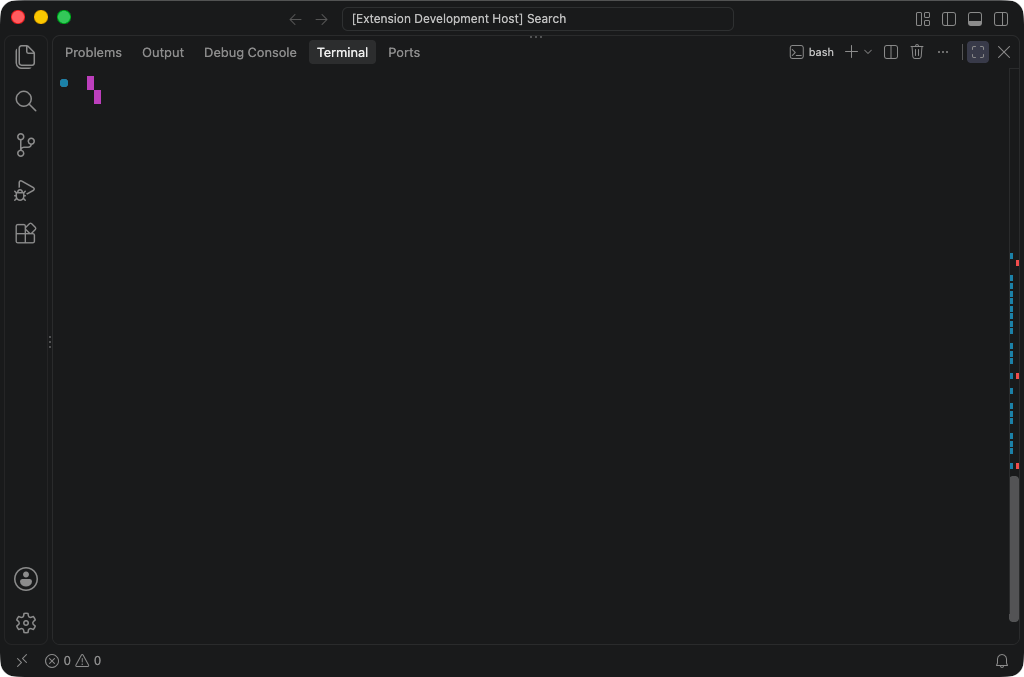 [Extension Development Host] Search
Problems Output Debug Console Terminal Ports bash
0 0